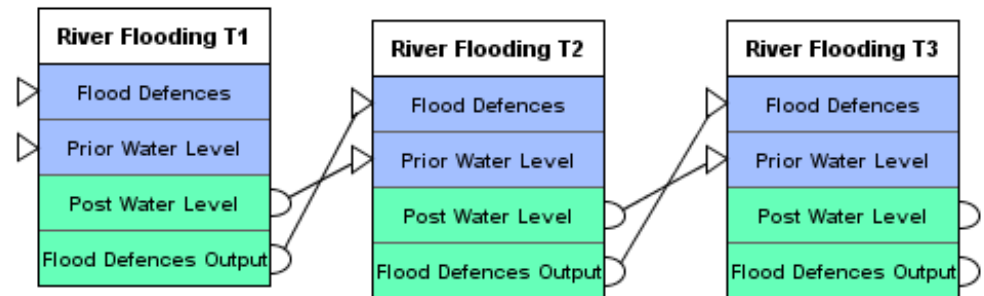 River Flooding T1
Flood Defences
Prior Water Level
Post Water Level
Flood Defences Output
River Flooding T2
Flood Defences
Prior Water Level
Post Water Level
Flood Defences Output
River Flooding T3
Flood Defences
Prior Water Level
Post Water Level
Flood Defences Output